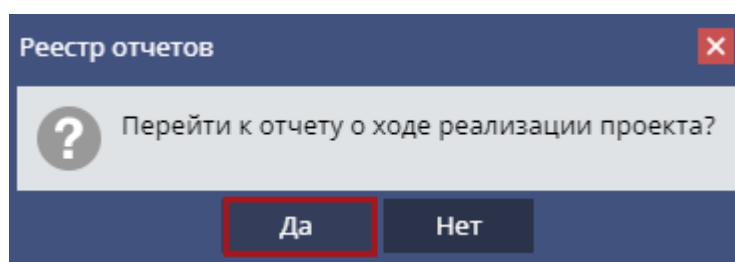 Реестр отчетов
Перейти к отчету о ходе реализации проекта?
Да Нет